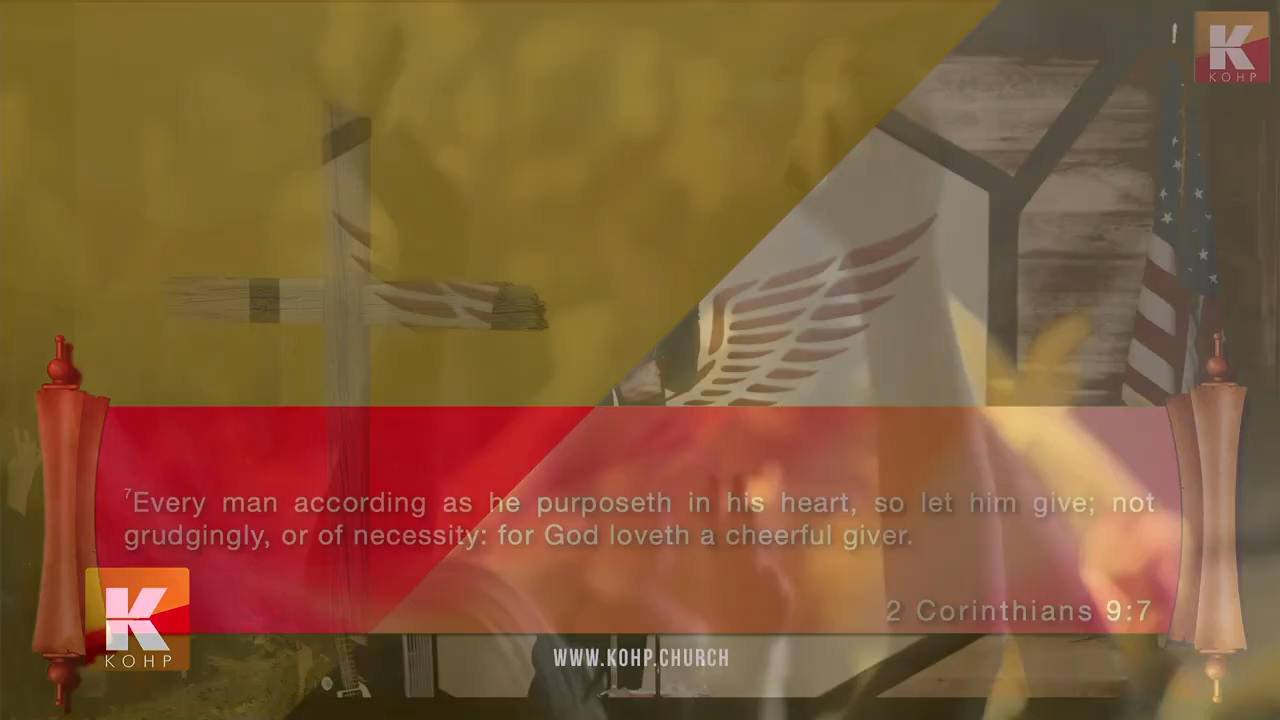 K
KOHP
⁷Every man according as he purposeth in his heart, so let him give; not
grudgingly, or of necessity: for God loveth a cheerful giver.
2 Corinthians 9:7
K
KOHP
WWW.KOHP.CHURCH